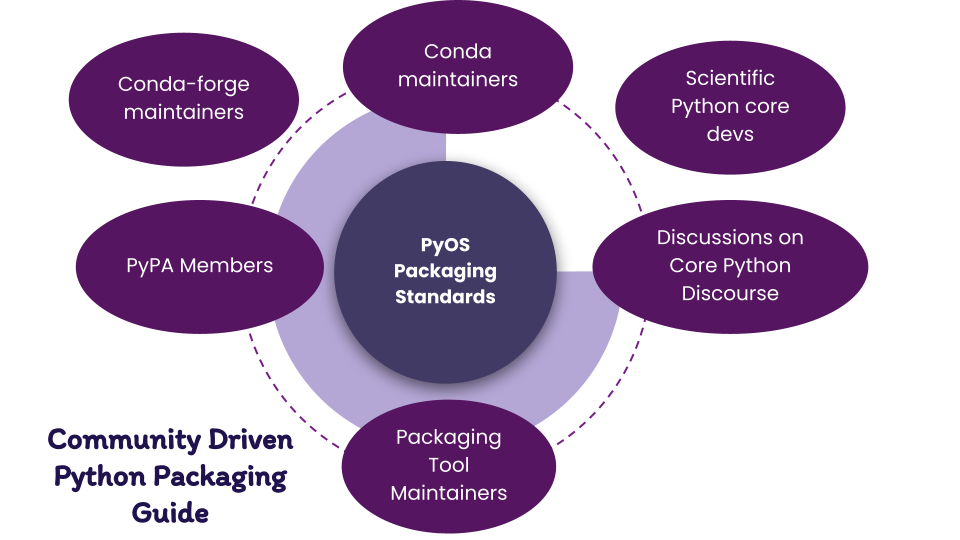 Conda
maintainers
Conda-forge
maintainers
Scientific
Python core
devs
PyPA Members
PyOS
Packaging
Standards
Discussions on
Core Python
Discourse
Packaging
Tool
Maintainers
Community Driven
Python Packaging
Guide